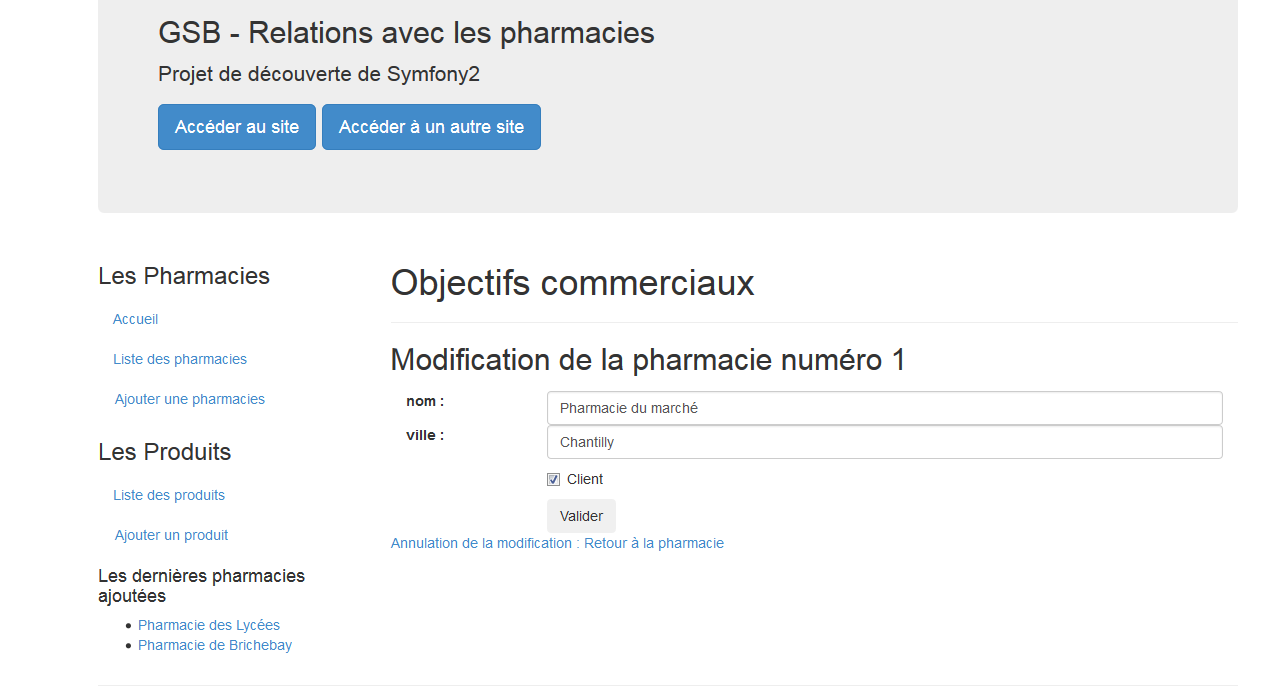 GSB - Relations avec les pharmacies
Projet de découverte de Symfony2
Accéder au site
Accéder à un autre site
Les Pharmacies
Accueil
Liste des pharmacies
Ajouter une pharmacies
Les Produits
Liste des produits
Ajouter un produit
Les dernières pharmacies
ajoutées
Pharmacie des Lycées
Pharmacie de Brichebay
Objectifs commerciaux
Modification de la pharmacie numéro 1
nom : Pharmacie du marché
ville : Chantilly
Client
Valider
Annulation de la modification : Retour à la pharmacie